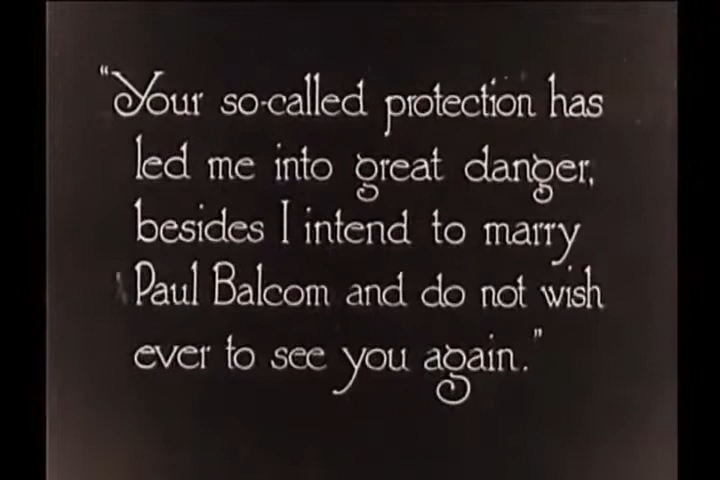 "Your so-called protection has
led me into great danger,
besides I intend to marry
Paul Balcom and do not wish
ever to see you again."